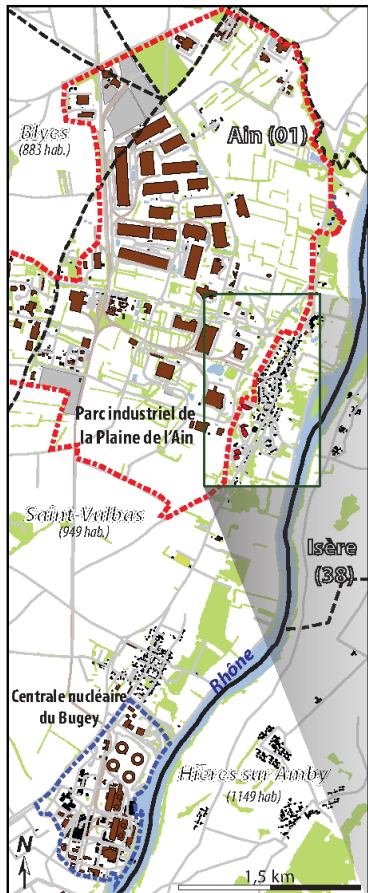 Blyes
(883 hab.)
Ain (01)
Parc industriel de
la Plaine de l'Ain
Saint-Vulbas
(949 hab.)
Isère
(38)
Rhône
Centrale nucléaire
du Bugey
Hières sur Amby
(1149 hab)
N
1,5 km